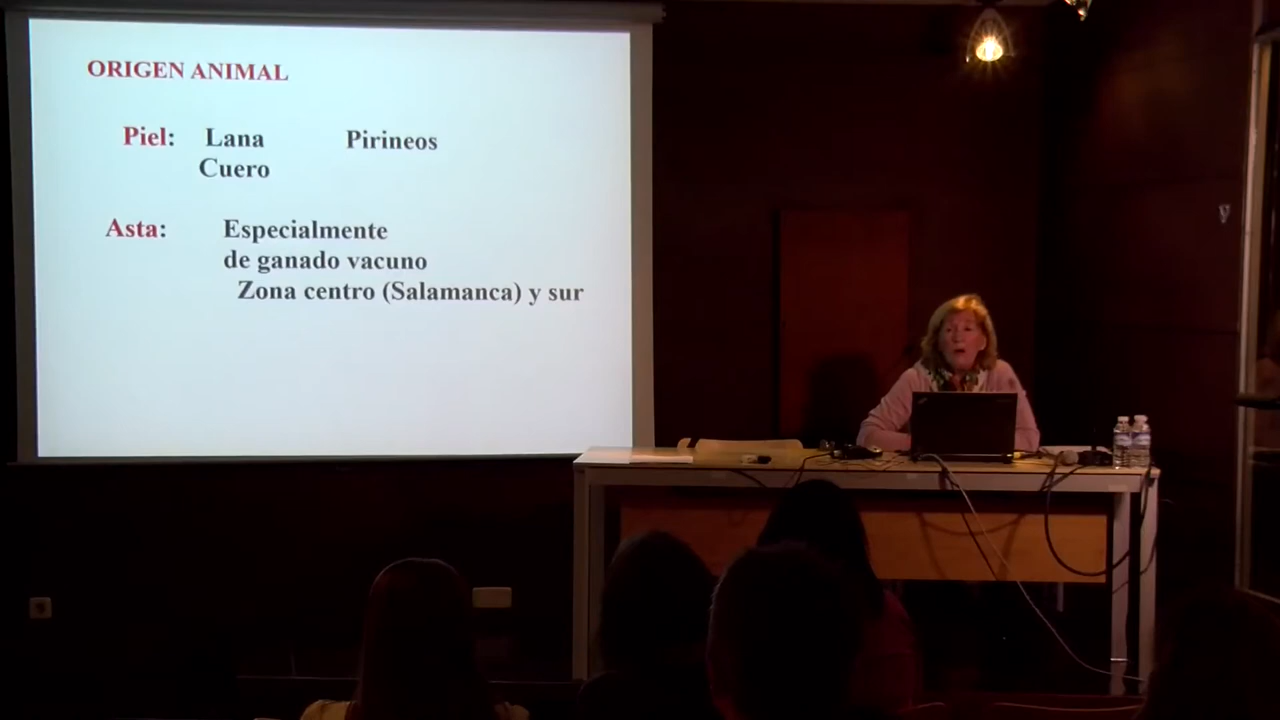 ORIGEN ANIMAL
Piel: Lana Pirineos
Cuero
Asta: Especialmente
de ganado vacuno
Zona centro (Salamanca) y sur